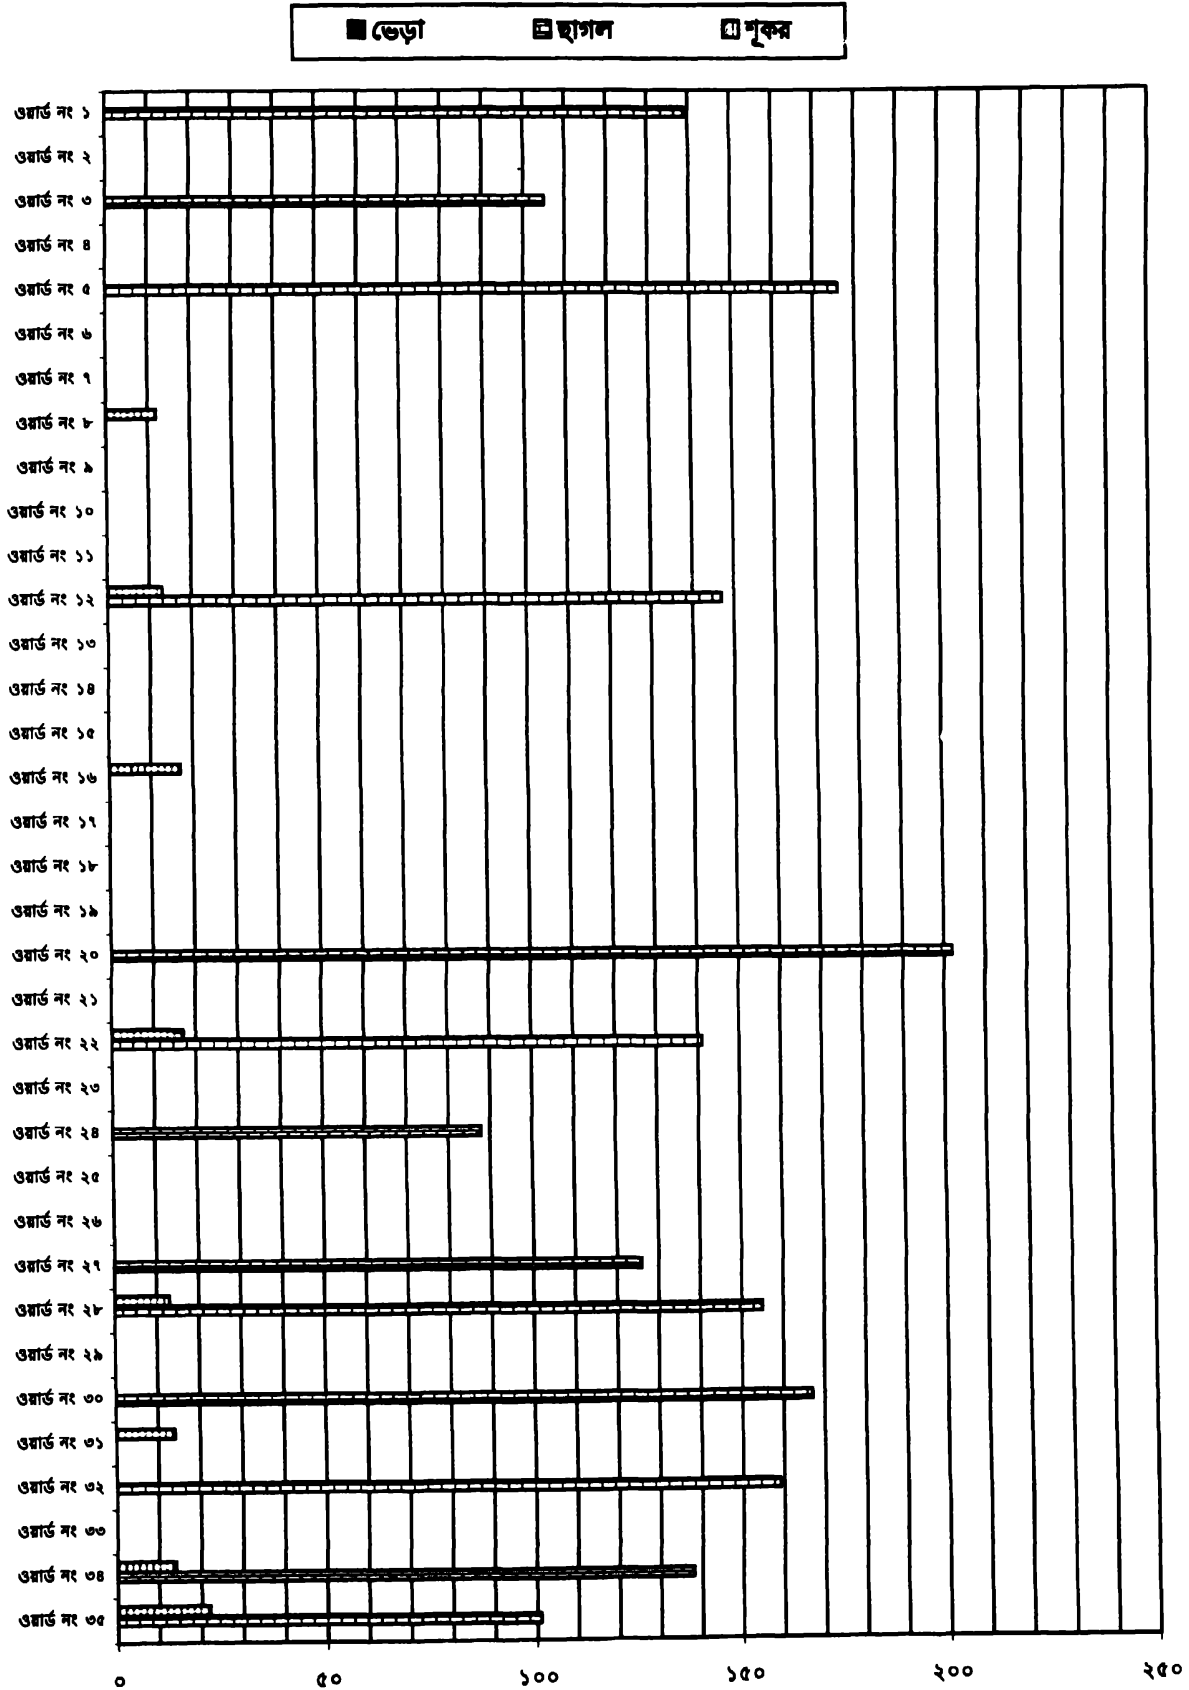 ভেড়া ছাগল শূকর
ওয়ার্ড নং ১
ওয়ার্ড নং ২
ওয়ার্ড নং ৩
ওয়ার্ড নং ৪
ওয়ার্ড নং ৫
ওয়ার্ড নং ৬
ওয়ার্ড নং ৭
ওয়ার্ড নং ৮
ওয়ার্ড নং ৯
ওয়ার্ড নং ১০
ওয়ার্ড নং ১১
ওয়ার্ড নং ১২
ওয়ার্ড নং ১৩
ওয়ার্ড নং ১৪
ওয়ার্ড নং ১৫
ওয়ার্ড নং ১৬
ওয়ার্ড নং ১৭
ওয়ার্ড নং ১৮
ওয়ার্ড নং ১৯
ওয়ার্ড নং ২০
ওয়ার্ড নং ২১
ওয়ার্ড নং ২২
ওয়ার্ড নং ২৩
ওয়ার্ড নং ২৪
ওয়ার্ড নং ২৫
ওয়ার্ড নং ২৬
ওয়ার্ড নং ২৭
ওয়ার্ড নং ২৮
ওয়ার্ড নং ২৯
ওয়ার্ড নং ৩০
ওয়ার্ড নং ৩১
ওয়ার্ড নং ৩২
ওয়ার্ড নং ৩৩
ওয়ার্ড নং ৩৪
ওয়ার্ড নং ৩৫
০ ৫০ ১০০ ১৫০ ২০০ ২৫০